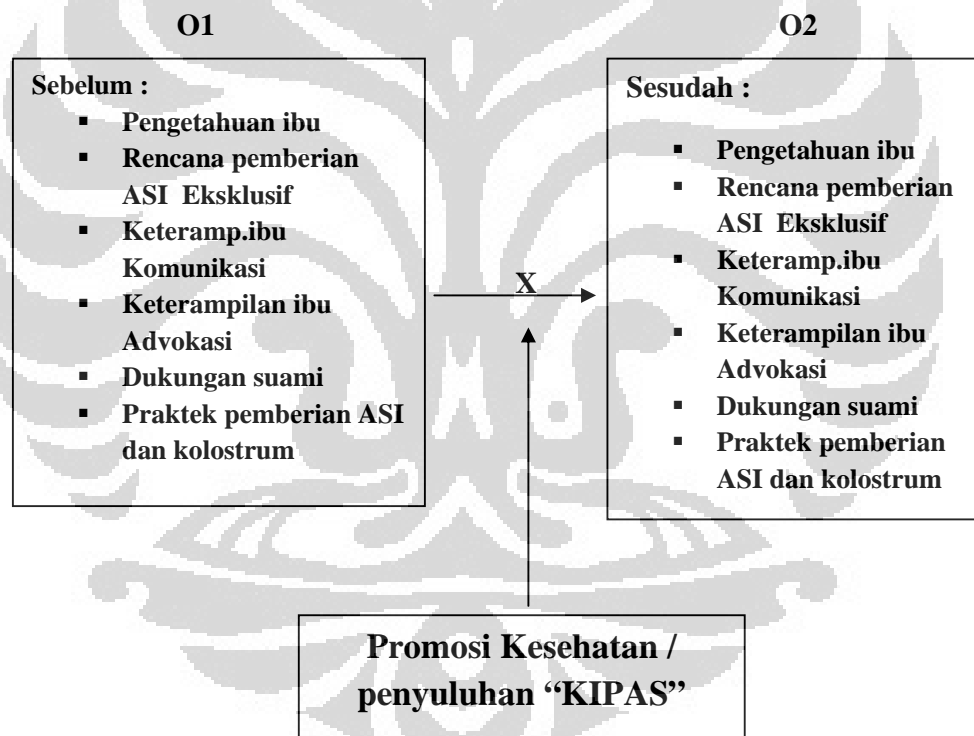 O1
Sebelum :
▪ Pengetahuan ibu
▪ Rencana pemberian
ASI Eksklusif
▪ Keteramp.ibu
Komunikasi
▪ Keterampilan ibu
Advokasi
▪ Dukungan suami
▪ Praktek pemberian ASI
dan kolostrum
X
O2
Sesudah :
▪ Pengetahuan ibu
▪ Rencana pemberian
ASI Eksklusif
▪ Keteramp.ibu
Komunikasi
▪ Keterampilan ibu
Advokasi
▪ Dukungan suami
▪ Praktek pemberian
ASI dan kolostrum
Promosi Kesehatan /
penyuluhan “KIPAS”